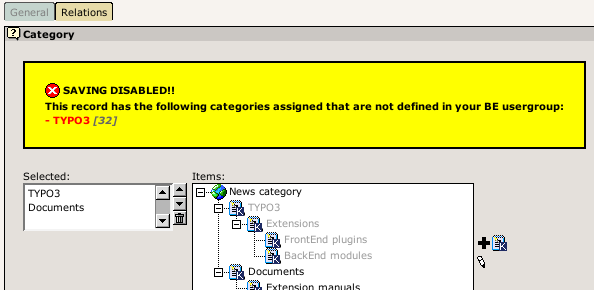 General Relations
? Category
SAVING DISABLED!!
This record has the following categories assigned that are not defined in your BE usergroup:
- TYPO3 [32]
Selected:
TYPO3
Documents
Items:
News category
TYPO3
Extensions
FrontEnd plugins
BackEnd modules
Documents
Extension manuals